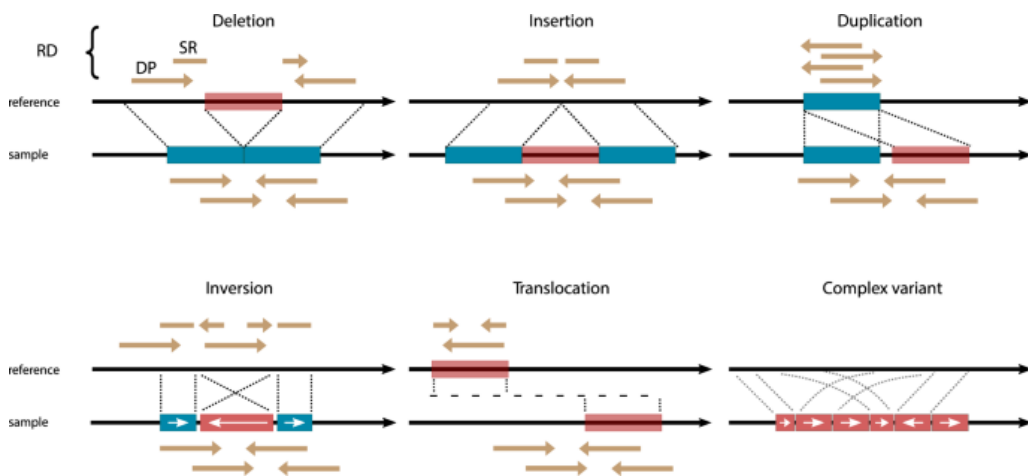 Deletion
Insertion
Duplication
RD
SR
DP
reference
sample
Inversion
Translocation
Complex variant
reference
sample